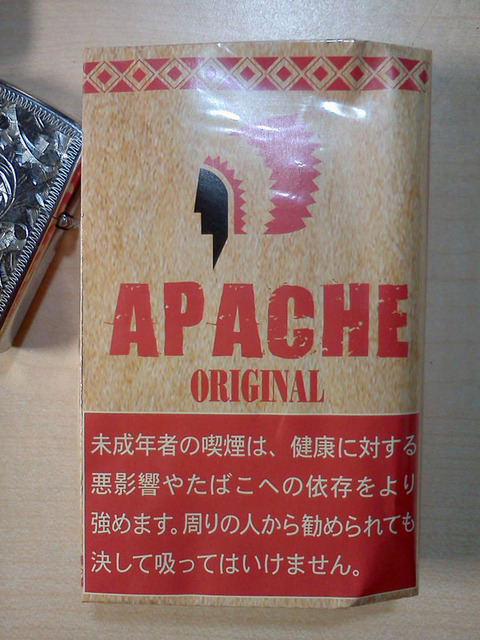 APACHE
ORIGINAL
未成年者の喫煙は、健康に対する
悪影響やたばこへの依存をより
強めます。周りの人から勧められても
決して吸ってはいけません。